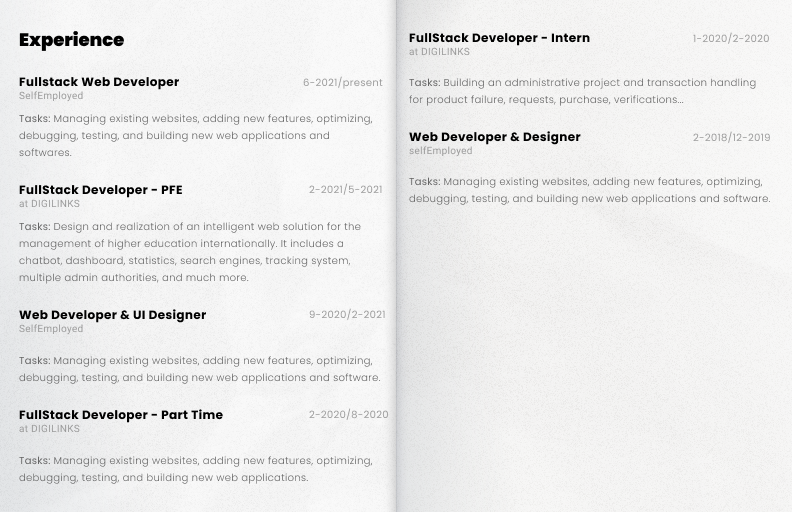 Experience
Fullstack Web Developer 6-2021/present
SelfEmployed
Tasks: Managing existing websites, adding new features, optimizing,
debugging, testing, and building new web applications and
softwares.
FullStack Developer - PFE 2-2021/5-2021
at DIGILINKS
Tasks: Design and realization of an intelligent web solution for the
management of higher education internationally. It includes a
chatbot, dashboard, statistics, search engines, tracking system,
multiple admin authorities, and much more.
Web Developer & UI Designer 9-2020/2-2021
SelfEmployed
Tasks: Managing existing websites, adding new features, optimizing,
debugging, testing, and building new web applications and software.
FullStack Developer - Part Time 2-2020/8-2020
at DIGILINKS
Tasks: Managing existing websites, adding new features, optimizing,
debugging, testing, and building new web applications.
FullStack Developer - Intern 1-2020/2-2020
at DIGILINKS
Tasks: Building an administrative project and transaction handling
for product failure, requests, purchase, verifications...
Web Developer & Designer 2-2018/12-2019
selfEmployed
Tasks: Managing existing websites, adding new features, optimizing,
debugging, testing, and building new web applications and software.